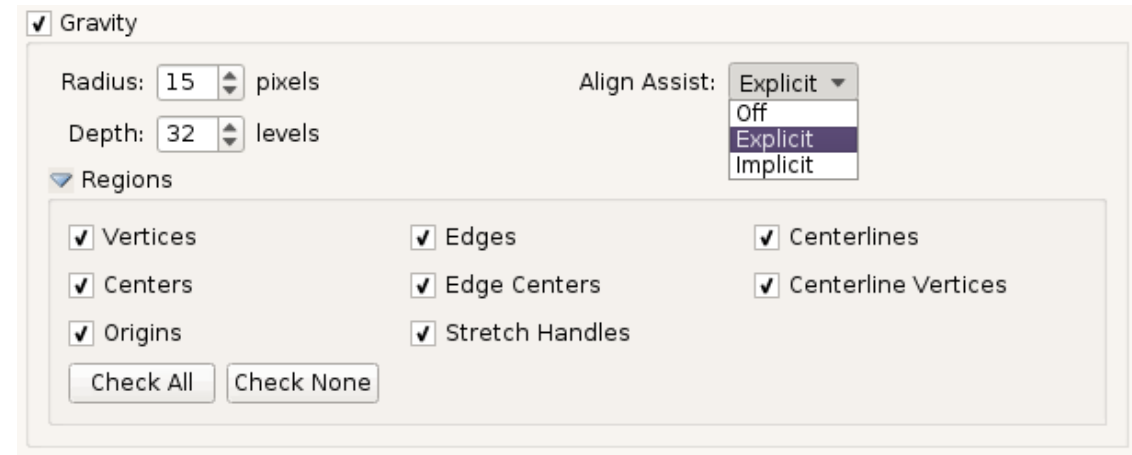 Gravity
Radius: 15 pixels
Align Assist: Explicit
Off
Explicit
Implicit
Depth: 32 levels
Regions
Vertices Edges Centerlines
Centers Edge Centers Centerline Vertices
Origins Stretch Handles
Check All Check None